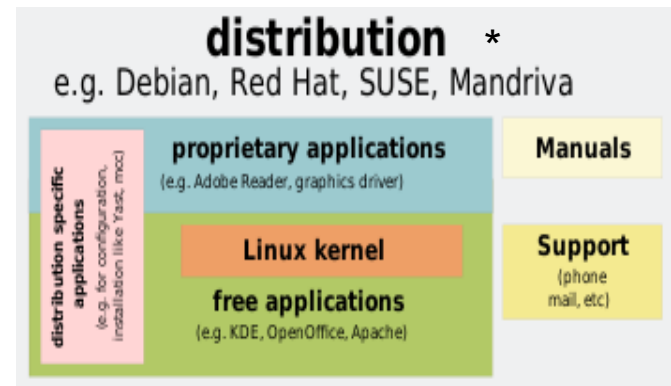 distribution *
e.g. Debian, Red Hat, SUSE, Mandriva
distribution specific
applications
(e.g. for configuration,
installation like Yast, mcc)
proprietary applications
(e.g. Adobe Reader, graphics driver)
Linux kernel
free applications
(e.g. KDE, OpenOffice, Apache)
Manuals
Support
(phone
mail, etc)